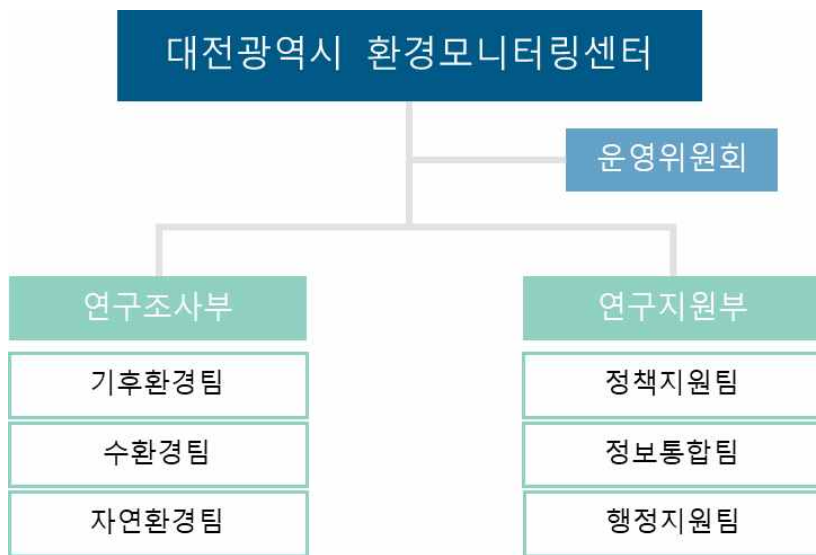 대전광역시 환경모니터링센터
운영위원회
연구조사부
기후환경팀
수환경팀
자연환경팀
연구지원부
정책지원팀
정보통합팀
행정지원팀